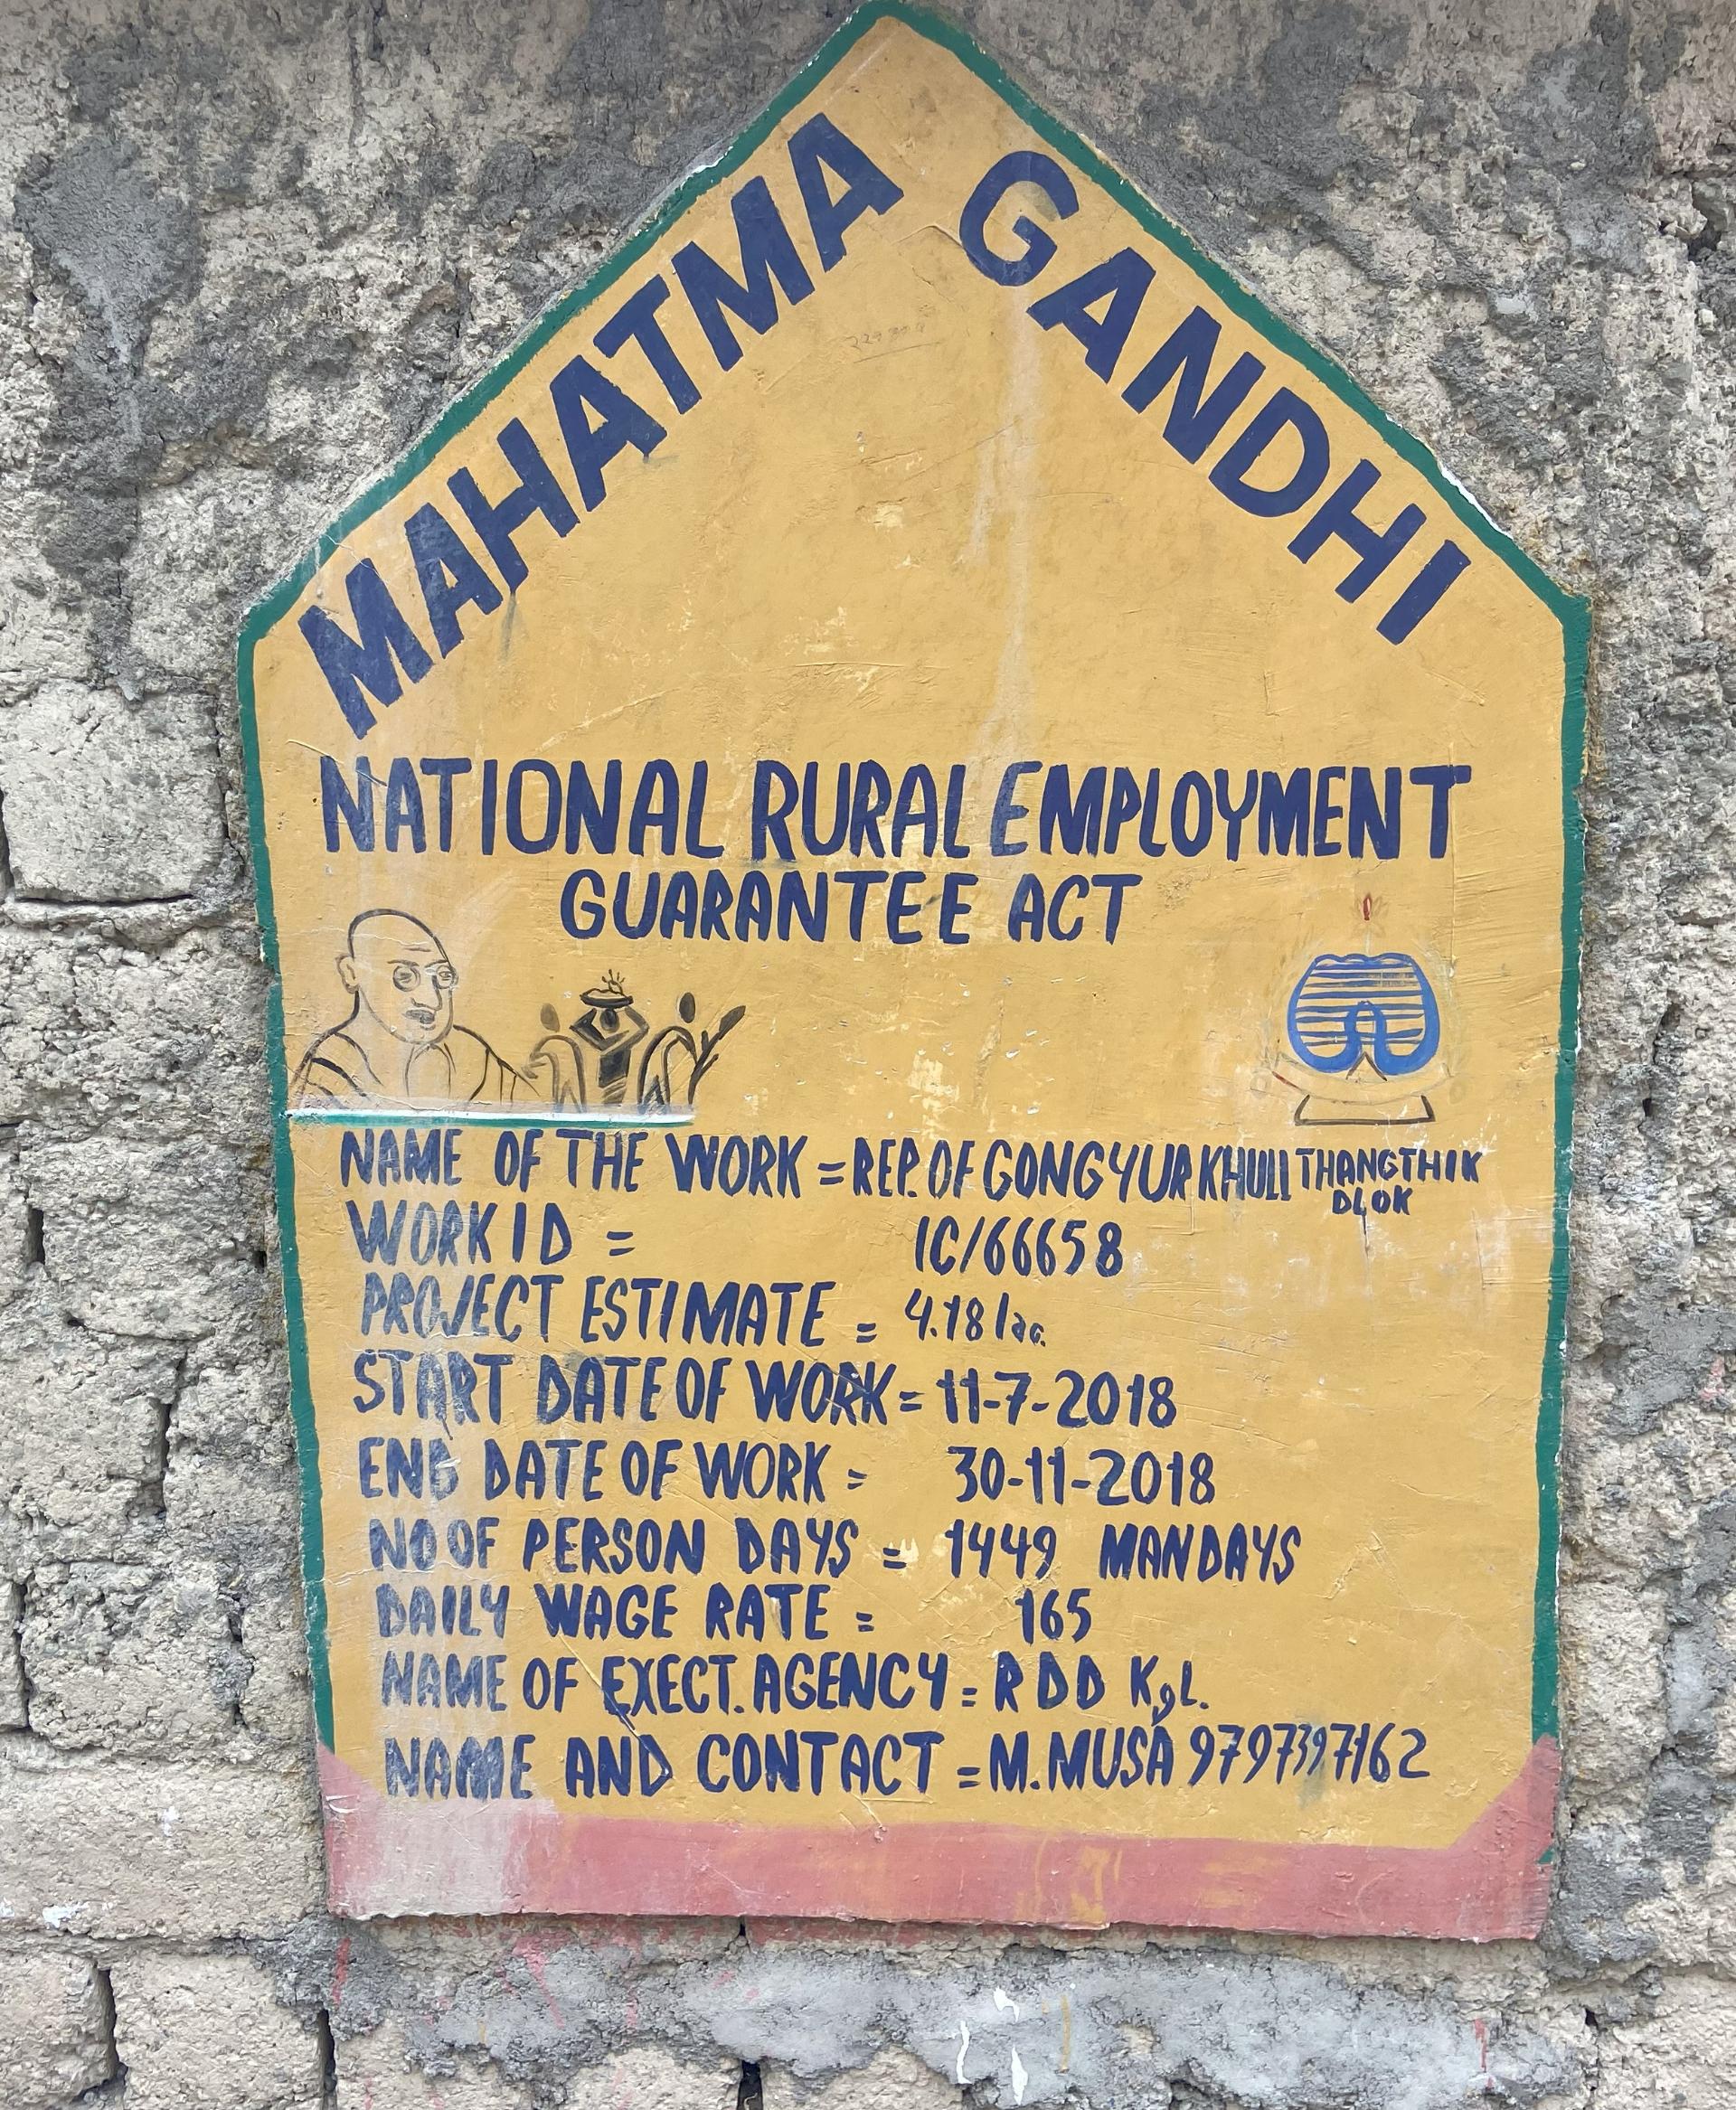 MAHATMA GANDHI
NATIONAL RURAL EMPLOYMENT
GUARANTEE ACT
NAME OF THE WORK = REP. OF GONGYUR KHULL THANGTHIK
DLOK
WORK ID = IC/66658
PROJECT ESTIMATE = 4.18 lac.
START DATE OF WORK = 11-7-2018
END DATE OF WORK = 30-11-2018
NO OF PERSON DAYS = 1449 MANDAYS
DAILY WAGE RATE = 165
NAME OF EXECT. AGENCY = R D D KgL.
NAME AND CONTACT = M. MUSA 9797397162